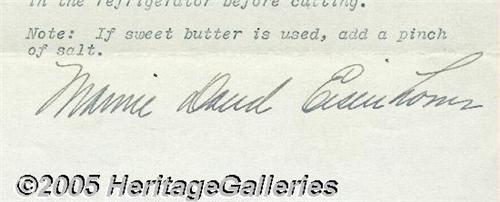 in the refrigerator before cutting.
Note: If sweet butter is used, add a pinch
of salt.
Mamie Doud Eisenhower
©2005 HeritageGalleries